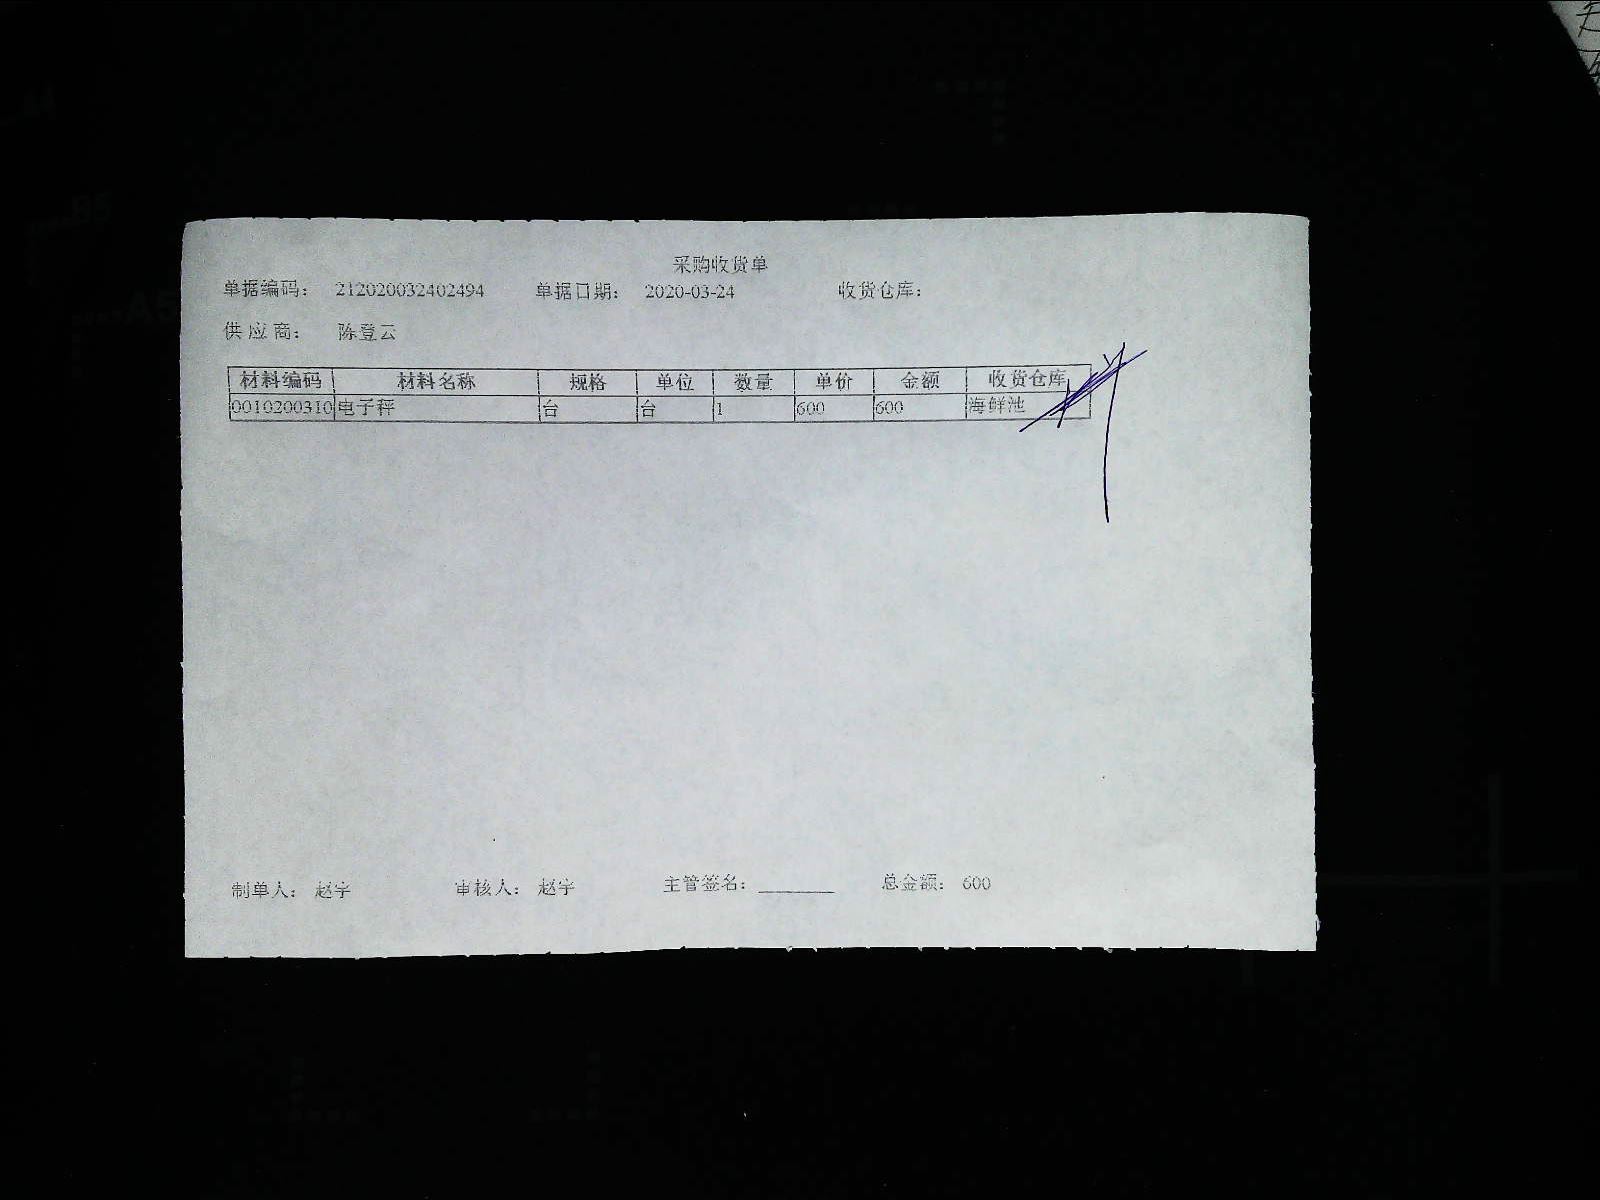 采购收货单
单据编码： 212020032402494 单据日期： 2020-03-24 收货仓库：
供应商： 陈登云
材料编码 材料名称 规格 单位 数量 单价 金额 收货仓库
0010200310 电子秤 台 台 1 600 600 海鲜池
制单人： 赵宇 审核人： 赵宇 主管签名： 总金额： 600